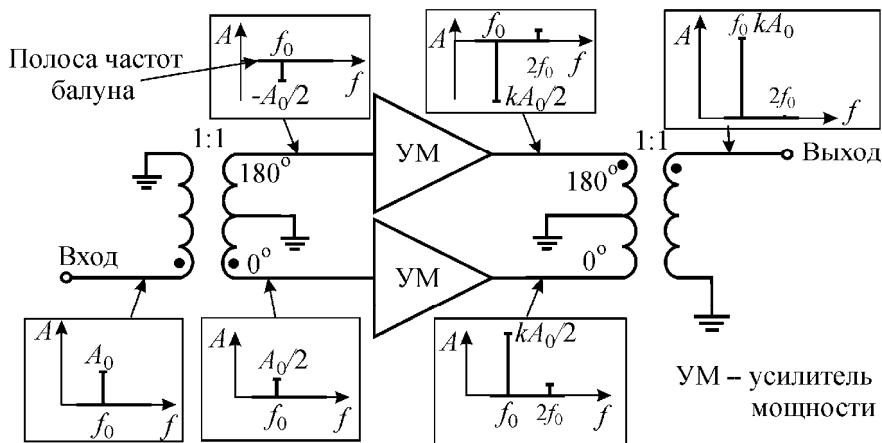 A
f₀
f
-A₀/2
Полоса частот
балуна
A
f₀
2f₀
f
kA₀/2
A
f₀ kA₀
2f₀
f
1:1
180°
0°
УМ
УМ
180°
0°
1:1
Выход
Вход
A
A₀
f₀
f
A
A₀/2
f₀
f
A
kA₀/2
f₀
2f₀
f
УМ – усилитель
мощности